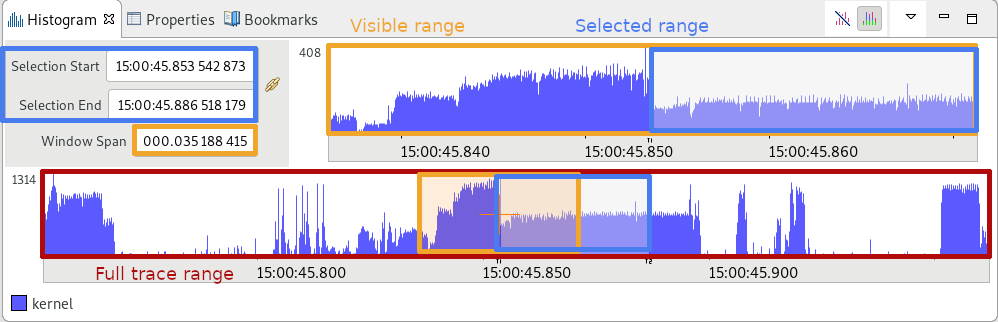 Histogram Properties Bookmarks
Visible range Selected range
Selection Start 15:00:45.853 542 873
Selection End 15:00:45.886 518 179
Window Span 000.035 188 415
408
15:00:45.840 15:00:45.850 15:00:45.860
1314
Full trace range
15:00:45.800 15:00:45.850 15:00:45.900
kernel